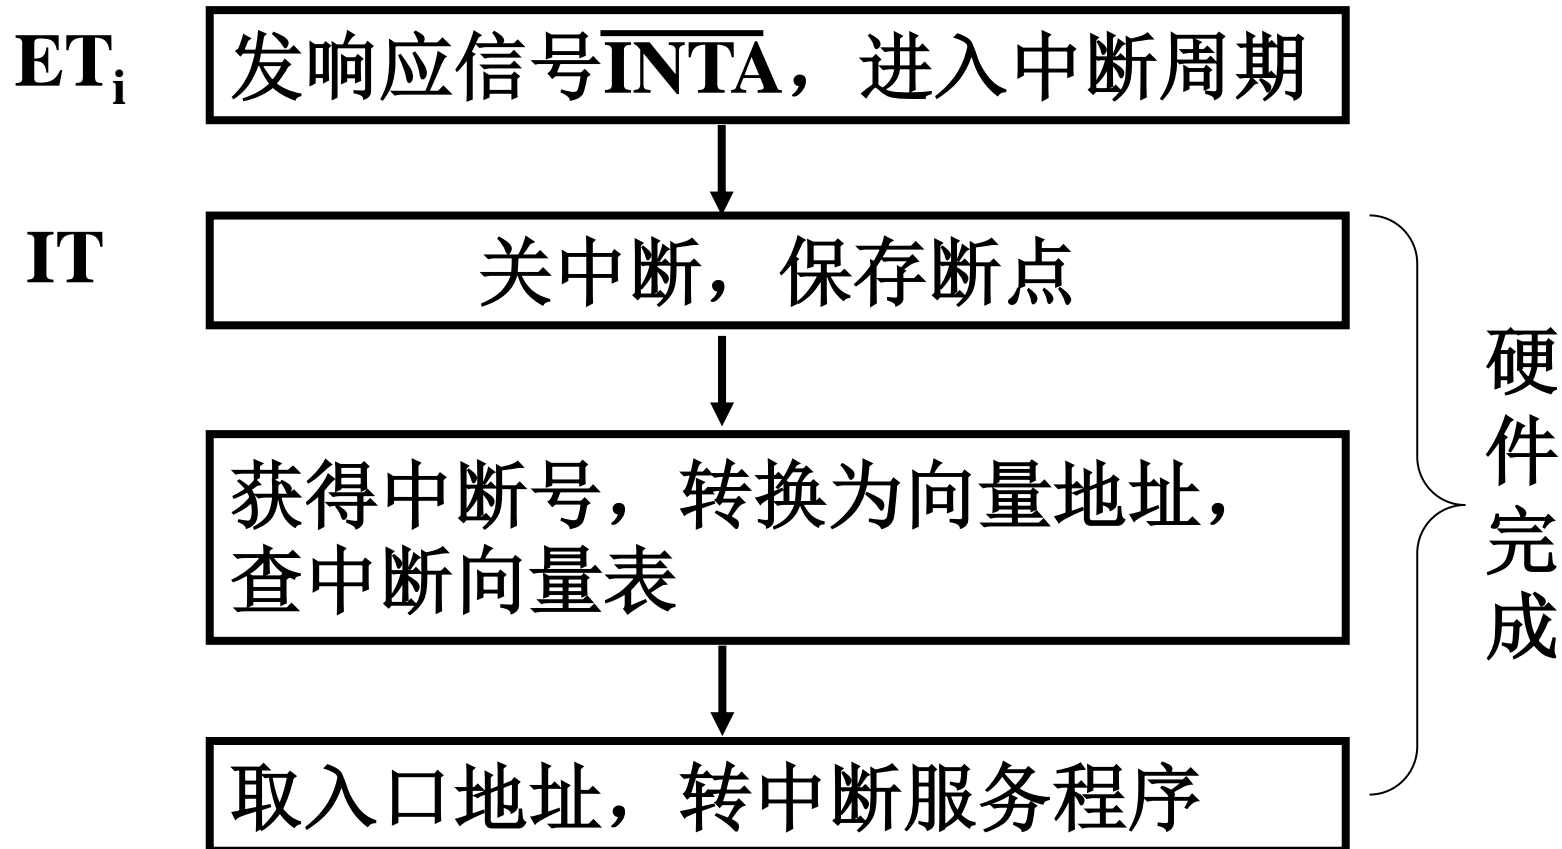 ETi
发响应信号INTA，进入中断周期
IT
关中断，保存断点
获得中断号，转换为向量地址，
查中断向量表
取入口地址，转中断服务程序
硬件完成